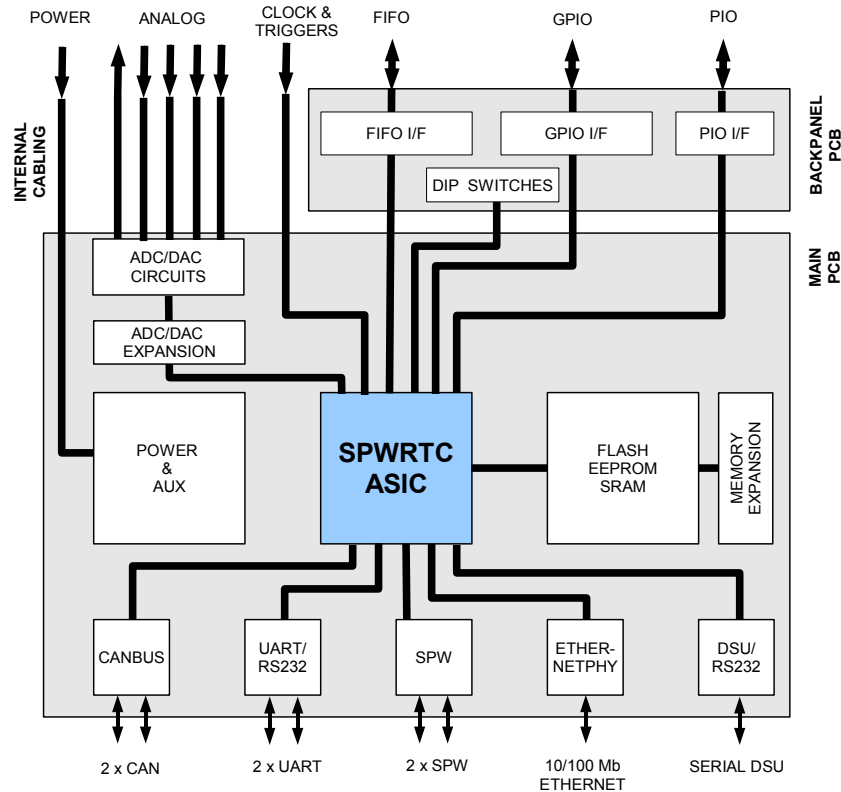 POWER
ANALOG
CLOCK &
TRIGGERS
FIFO
GPIO
PIO
INTERNAL
CABLING
BACKPANEL
PCB
FIFO I/F
GPIO I/F
PIO I/F
DIP SWITCHES
MAIN
PCB
ADC/DAC
CIRCUITS
ADC/DAC
EXPANSION
POWER
&
AUX
SPWRTC
ASIC
FLASH
EEPROM
SRAM
MEMORY
EXPANSION
CANBUS
UART/
RS232
SPW
ETHER-
NETPHY
DSU/
RS232
2 x CAN
2 x UART
2 x SPW
10/100 Mb
ETHERNET
SERIAL DSU